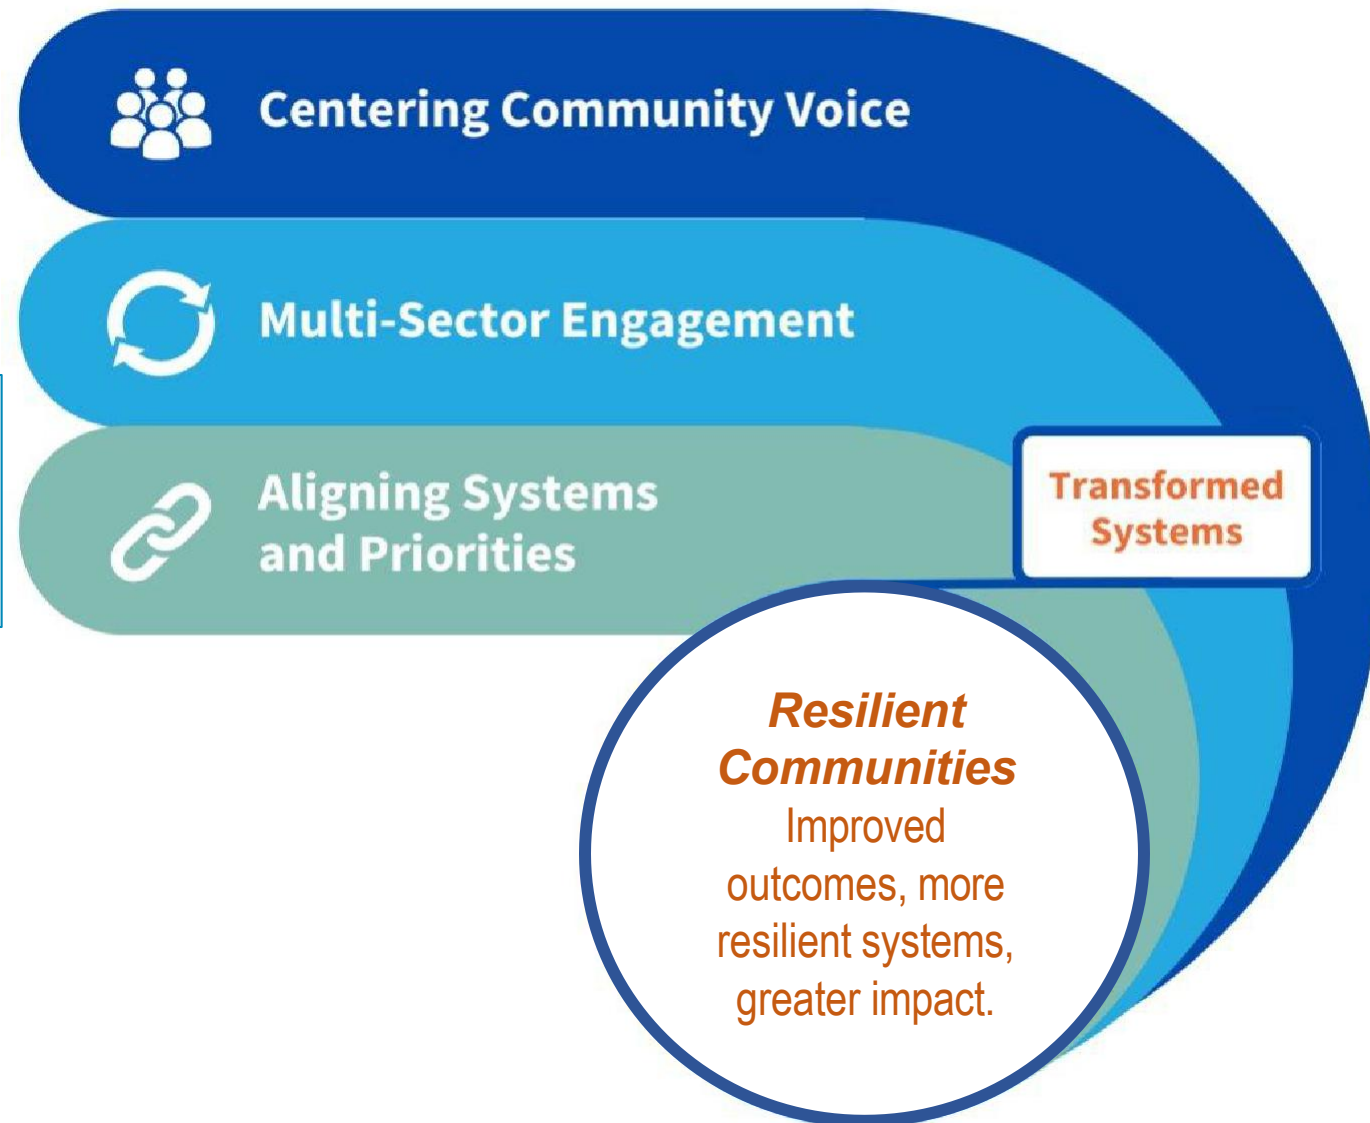 Centering Community Voice
Multi-Sector Engagement
Aligning Systems
and Priorities
Transformed
Systems
Resilient
Communities
Improved
outcomes, more
resilient systems,
greater impact.